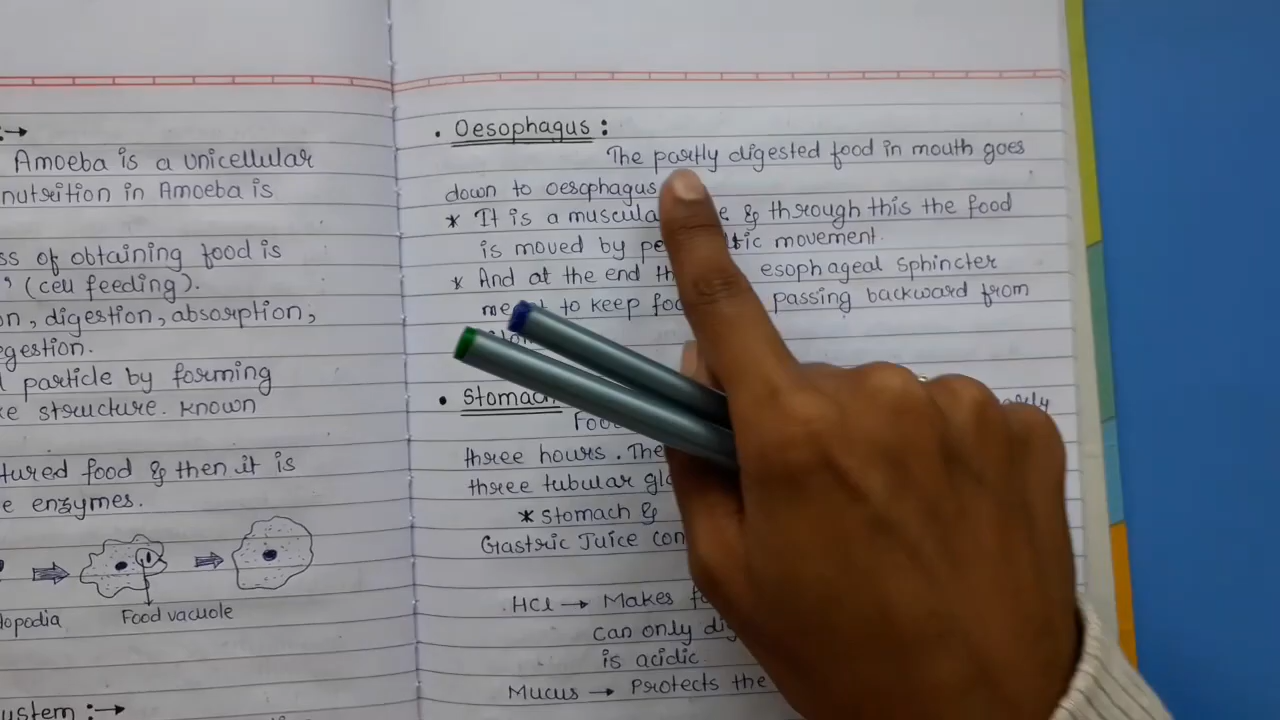 :→
Amoeba is a unicellular
nutrition in Amoeba is
ss of obtaining food is
" (cell feeding).
on, digestion, absorption,
egestion.
l particle by forming
ke structure. known
tured food & then it is
e enzymes.
lopodia
Food vacuole
ystem :→
• Oesophagus :
The partly digested food in mouth goes
down to oesophagus
* It is a muscula e & through this the food
is moved by pe ltic movement.
* And at the end th esophageal sphincter
me t to keep foo passing backward from
• Stomach
Foo
three hours. The
three tubular gla
* Stomach &
Gastric Juice con
HCl → Makes f
can only dig
is acidic
Mucus → Protects the